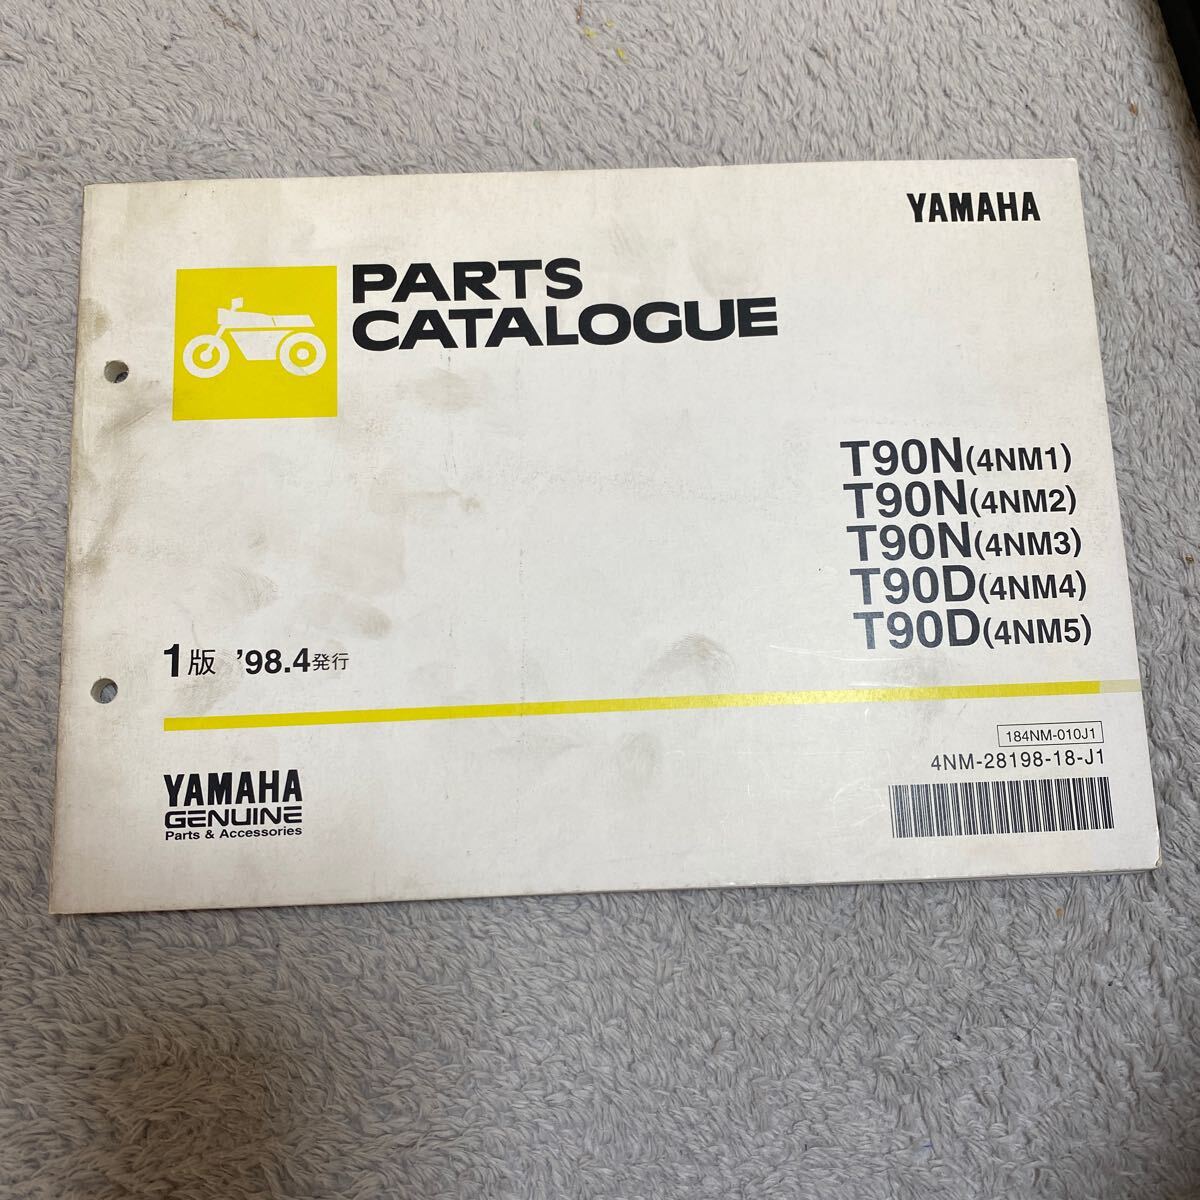 YAMAHA
PARTS
CATALOGUE
T90N(4NM1)
T90N(4NM2)
T90N(4NM3)
T90D(4NM4)
T90D(4NM5)
1版 '98.4発行
184NM-010J1
4NM-28198-18-J1
YAMAHA
GENUINE
Parts & Accessories